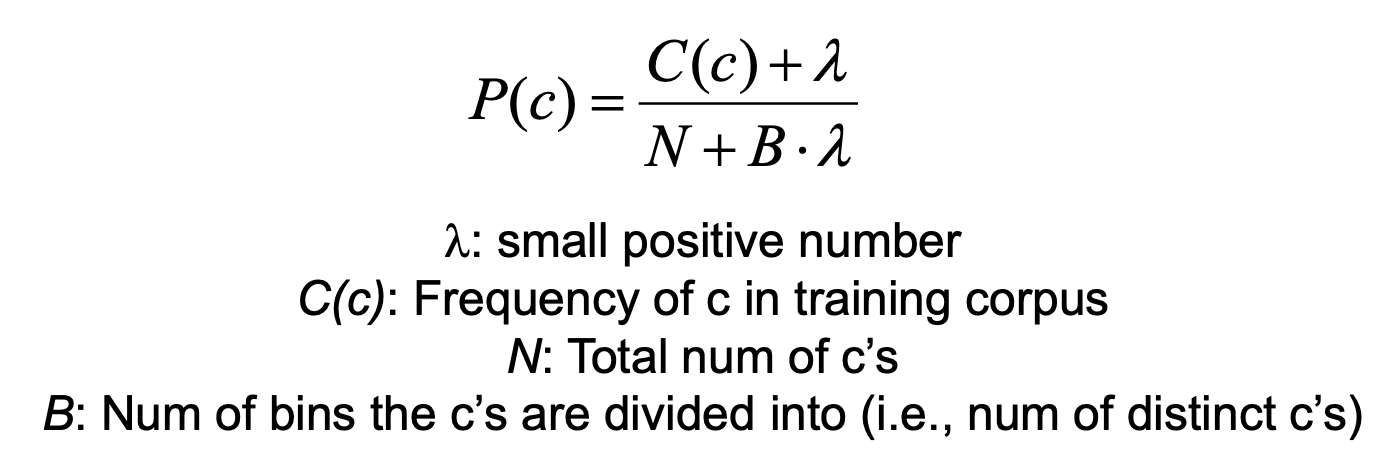 P(c) = \frac{C(c) + λ}{N + B · λ}
λ: small positive number
C(c): Frequency of c in training corpus
N: Total num of c’s
B: Num of bins the c’s are divided into (i.e., num of distinct c’s)